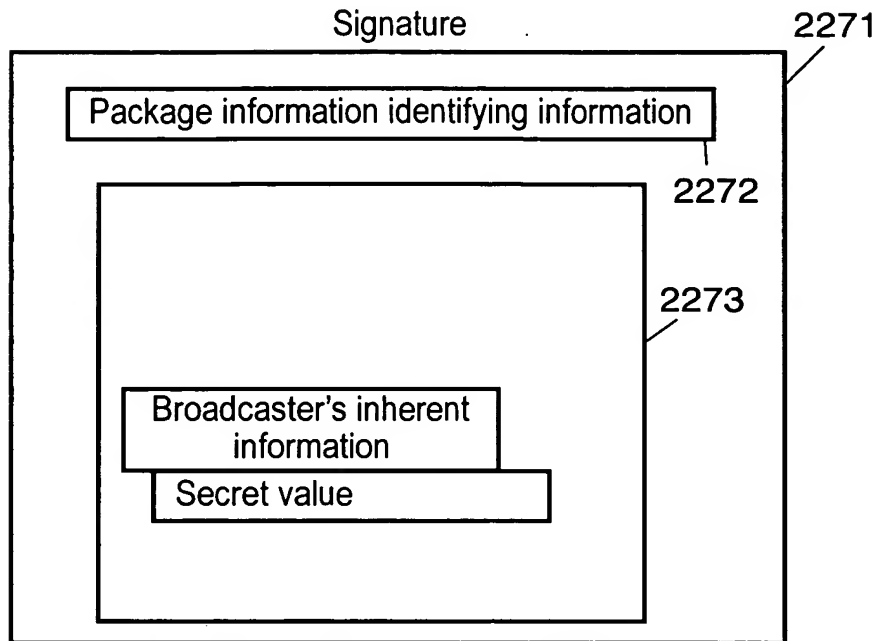 Signature
2271
Package information identifying information
2272
2273
Broadcaster's inherent
information
Secret value